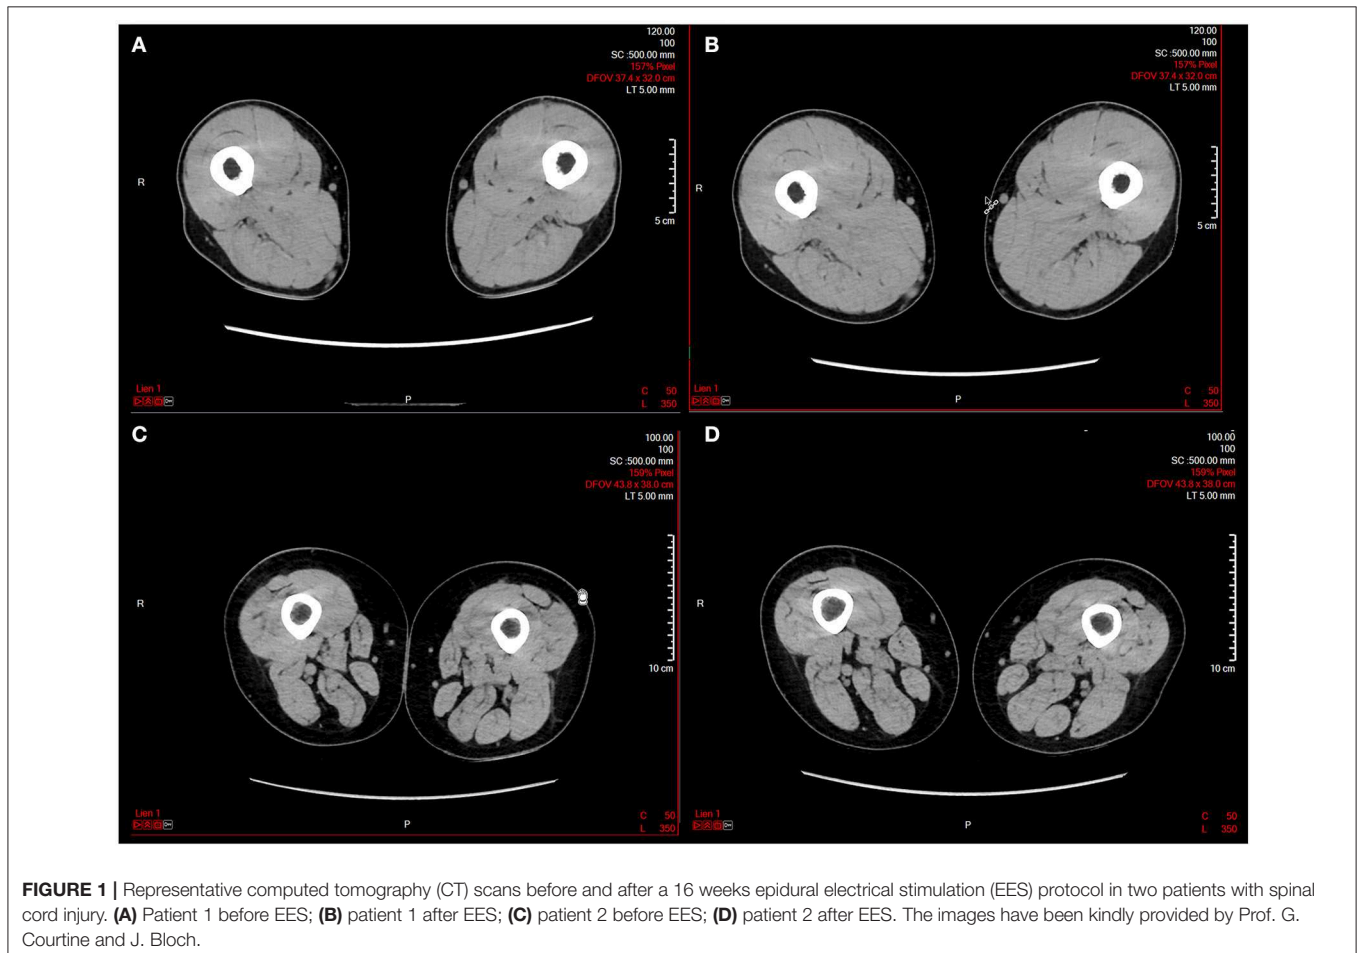 A
120.00
100
SC :500.00 mm
157% Pixel
DFOV 37.4 x 32.0 cm
LT 5.00 mm
R
5 cm
Lien 1
P
C 50
L 350
B
120.00
100
SC :500.00 mm
157% Pixel
DFOV 37.4 x 32.0 cm
LT 5.00 mm
R
5 cm
Lien 1
P
C 50
L 350
C
100.00
100
SC :500.00 mm
159% Pixel
DFOV 43.8 x 38.0 cm
LT 5.00 mm
R
10 cm
Lien 1
P
C 50
L 350
D
100.00
100
SC :500.00 mm
159% Pixel
DFOV 43.8 x 38.0 cm
LT 5.00 mm
R
10 cm
Lien 1
P
C 50
L 350
FIGURE 1 | Representative computed tomography (CT) scans before and after a 16 weeks epidural electrical stimulation (EES) protocol in two patients with spinal
cord injury. (A) Patient 1 before EES; (B) patient 1 after EES; (C) patient 2 before EES; (D) patient 2 after EES. The images have been kindly provided by Prof. G.
Courtine and J. Bloch.